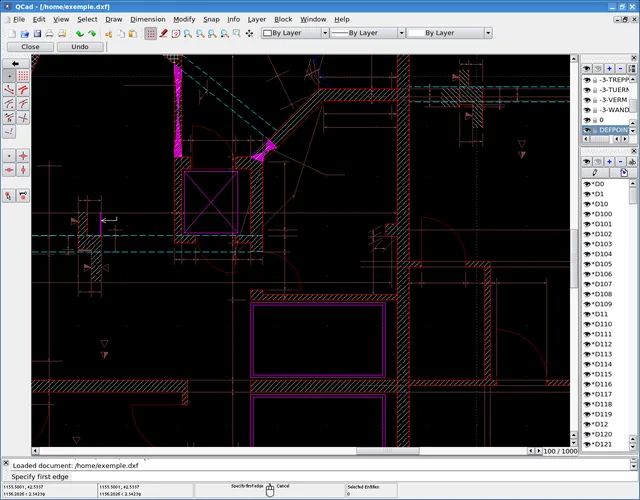 QCad - [/home/exemple.dxf]
File Edit View Select Draw Dimension Modify Snap Info Layer Block Window Help
By Layer By Layer By Layer
Close Undo
-3-TREPP
-3-TUERN
-3-VERM
-3-WAND
0
DEFPOIN
*D0
*D1
*D10
*D100
*D101
*D102
*D103
*D104
*D105
*D106
*D107
*D108
*D109
*D11
*D110
*D111
*D112
*D113
*D114
*D115
*D116
*D117
*D118
*D119
*D12
*D120
*D121
100 / 1000
Loaded document: /home/exemple.dxf
Specify first edge
Specify first edge Cancel
Selected Entities:
0